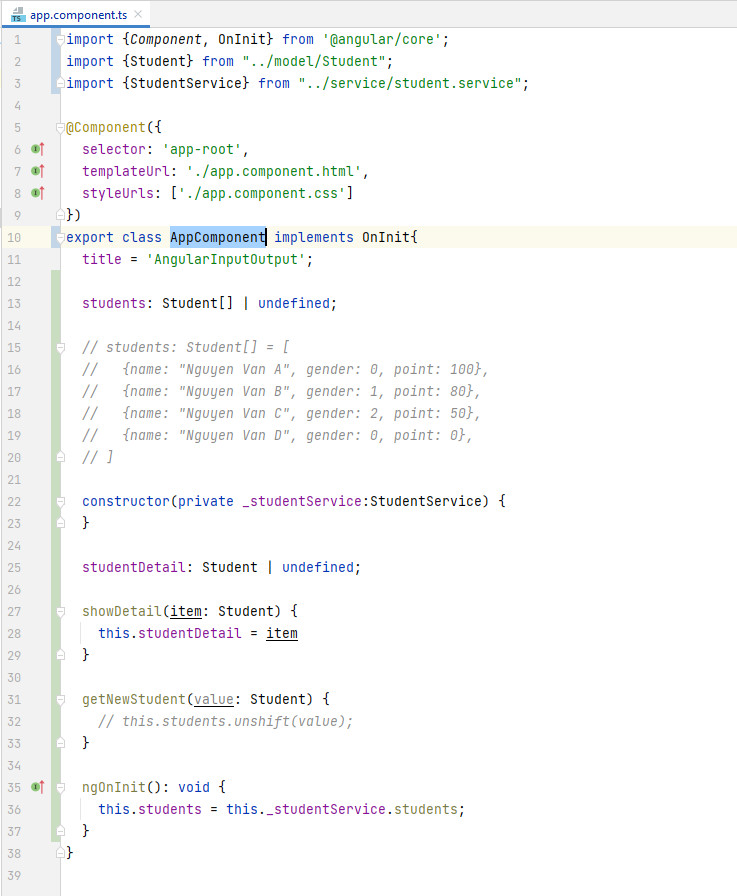 app.component.ts
1 import {Component, OnInit} from '@angular/core';
2 import {Student} from "../model/Student";
3 import {StudentService} from "../service/student.service";
4
5 @Component({
6   selector: 'app-root',
7   templateUrl: './app.component.html',
8   styleUrls: ['./app.component.css']
9 })
10 export class AppComponent implements OnInit{
11   title = 'AngularInputOutput';
12
13   students: Student[] | undefined;
14
15   // students: Student[] = [
16   //   {name: "Nguyen Van A", gender: 0, point: 100},
17   //   {name: "Nguyen Van B", gender: 1, point: 80},
18   //   {name: "Nguyen Van C", gender: 2, point: 50},
19   //   {name: "Nguyen Van D", gender: 0, point: 0},
20   // ]
21
22   constructor(private _studentService:StudentService) {
23   }
24
25   studentDetail: Student | undefined;
26
27   showDetail(item: Student) {
28     this.studentDetail = item
29   }
30
31   getNewStudent(value: Student) {
32     // this.students.unshift(value);
33   }
34
35   ngOnInit(): void {
36     this.students = this._studentService.students;
37   }
38 }
39